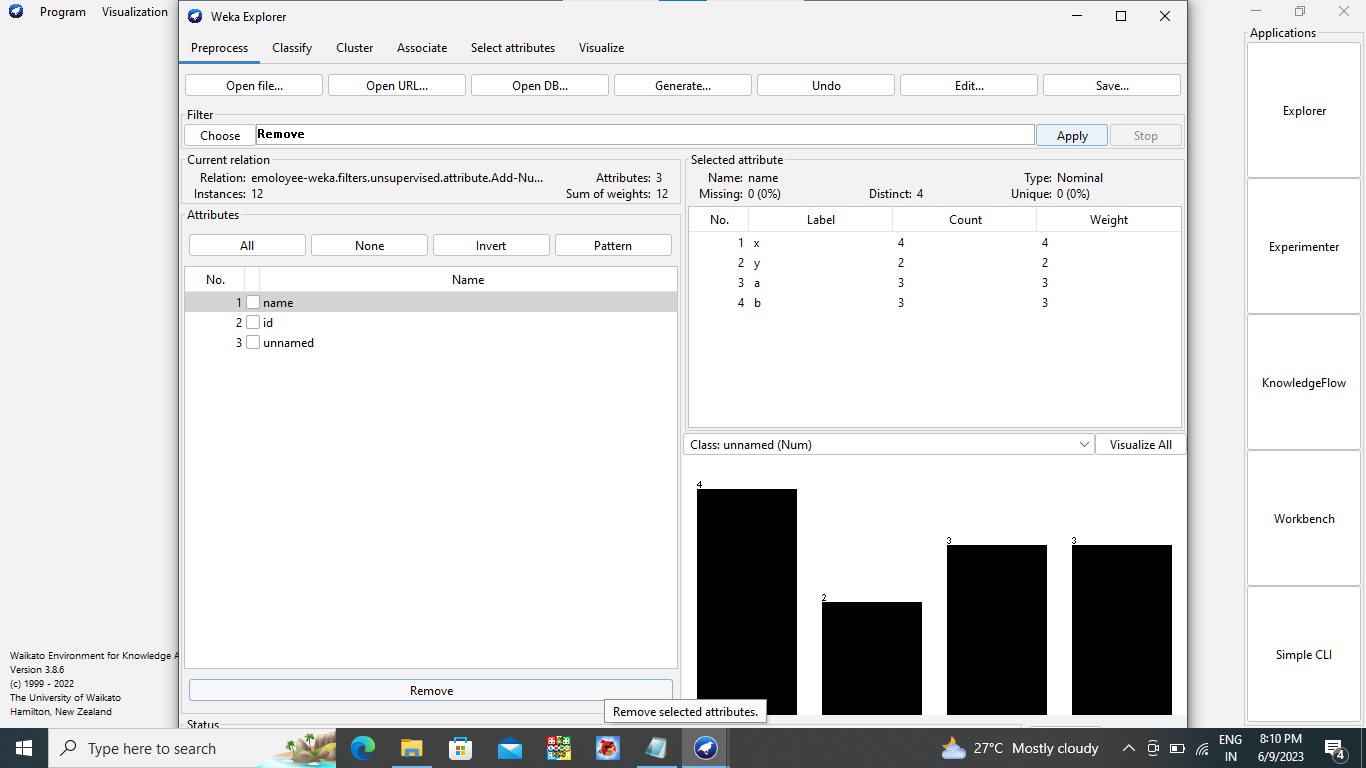 Program Visualization
Weka Explorer
Applications
Preprocess Classify Cluster Associate Select attributes Visualize
Open file... Open URL... Open DB... Generate... Undo Edit... Save...
Filter
Choose Remove Apply Stop
Current relation
Relation: emoloyee-weka.filters.unsupervised.attribute.Add-Nu... Attributes: 3
Instances: 12 Sum of weights: 12
Attributes
All None Invert Pattern
No. Name
1 name
2 id
3 unnamed
Remove
Remove selected attributes.
Status
Selected attribute
Name: name Type: Nominal
Missing: 0 (0%) Distinct: 4 Unique: 0 (0%)
No. Label Count Weight
1 x 4 4
2 y 2 2
3 a 3 3
4 b 3 3
Class: unnamed (Num) Visualize All
4
2
3
3
Explorer
Experimenter
KnowledgeFlow
Workbench
Simple CLI
Waikato Environment for Knowledge A
Version 3.8.6
(c) 1999 - 2022
The University of Waikato
Hamilton, New Zealand
Type here to search
27°C Mostly cloudy
ENG
IN
8:10 PM
6/9/2023
4